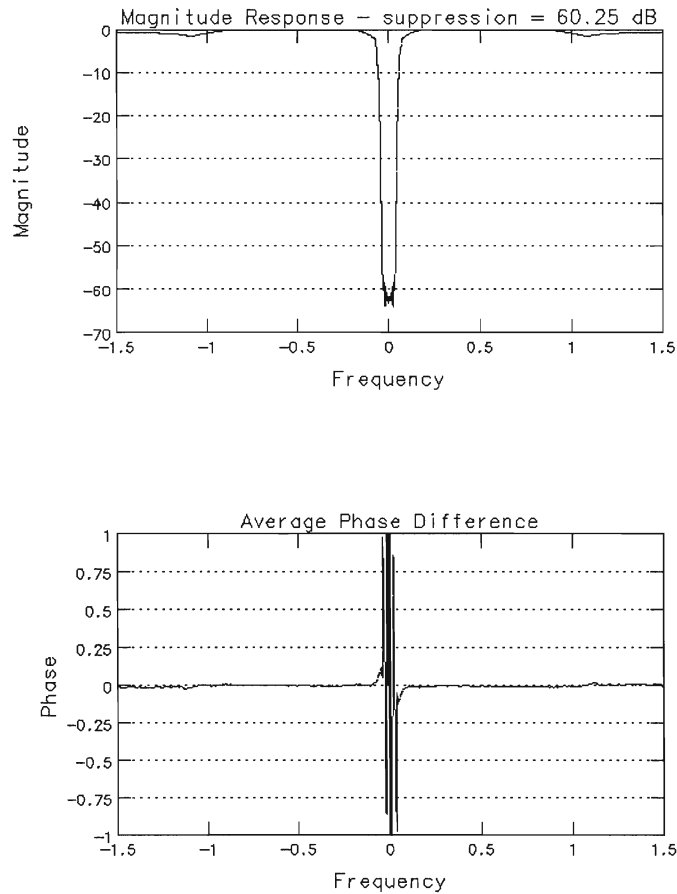 Magnitude Response - suppression = 60.25 dB
0
-10
-20
-30
-40
-50
-60
-70
Magnitude
-1.5 -1 -0.5 0 0.5 1 1.5
Frequency
Average Phase Difference
1
0.75
0.5
0.25
0
-0.25
-0.5
-0.75
-1
Phase
-1.5 -1 -0.5 0 0.5 1 1.5
Frequency